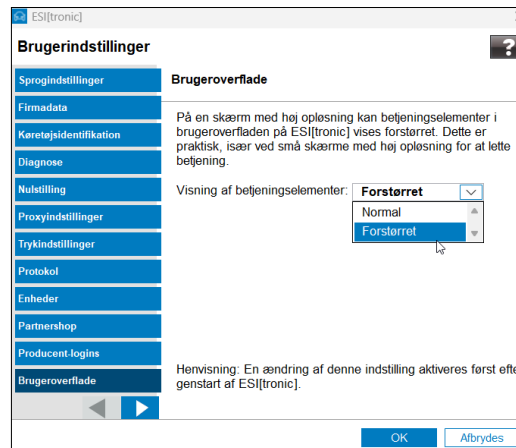 ESI[tronic]
Brugerindstillinger
?
Sprogindstillinger
Firmadata
Køretøjsidentifikation
Diagnose
Nulstilling
Proxyindstillinger
Trykindstillinger
Protokol
Enheder
Partnershop
Producent-logins
Brugeroverflade
Brugeroverflade
På en skærm med høj opløsning kan betjeningselementer i
brugeroverfladen på ESI[tronic] vises forstørret. Dette er
praktisk, især ved små skærme med høj opløsning for at lette
betjening.
Visning af betjeningselementer: Forstørret
Normal
Forstørret
Henvisning: En ændring af denne indstilling aktiveres først efte
genstart af ESI[tronic].
OK Afbrydes